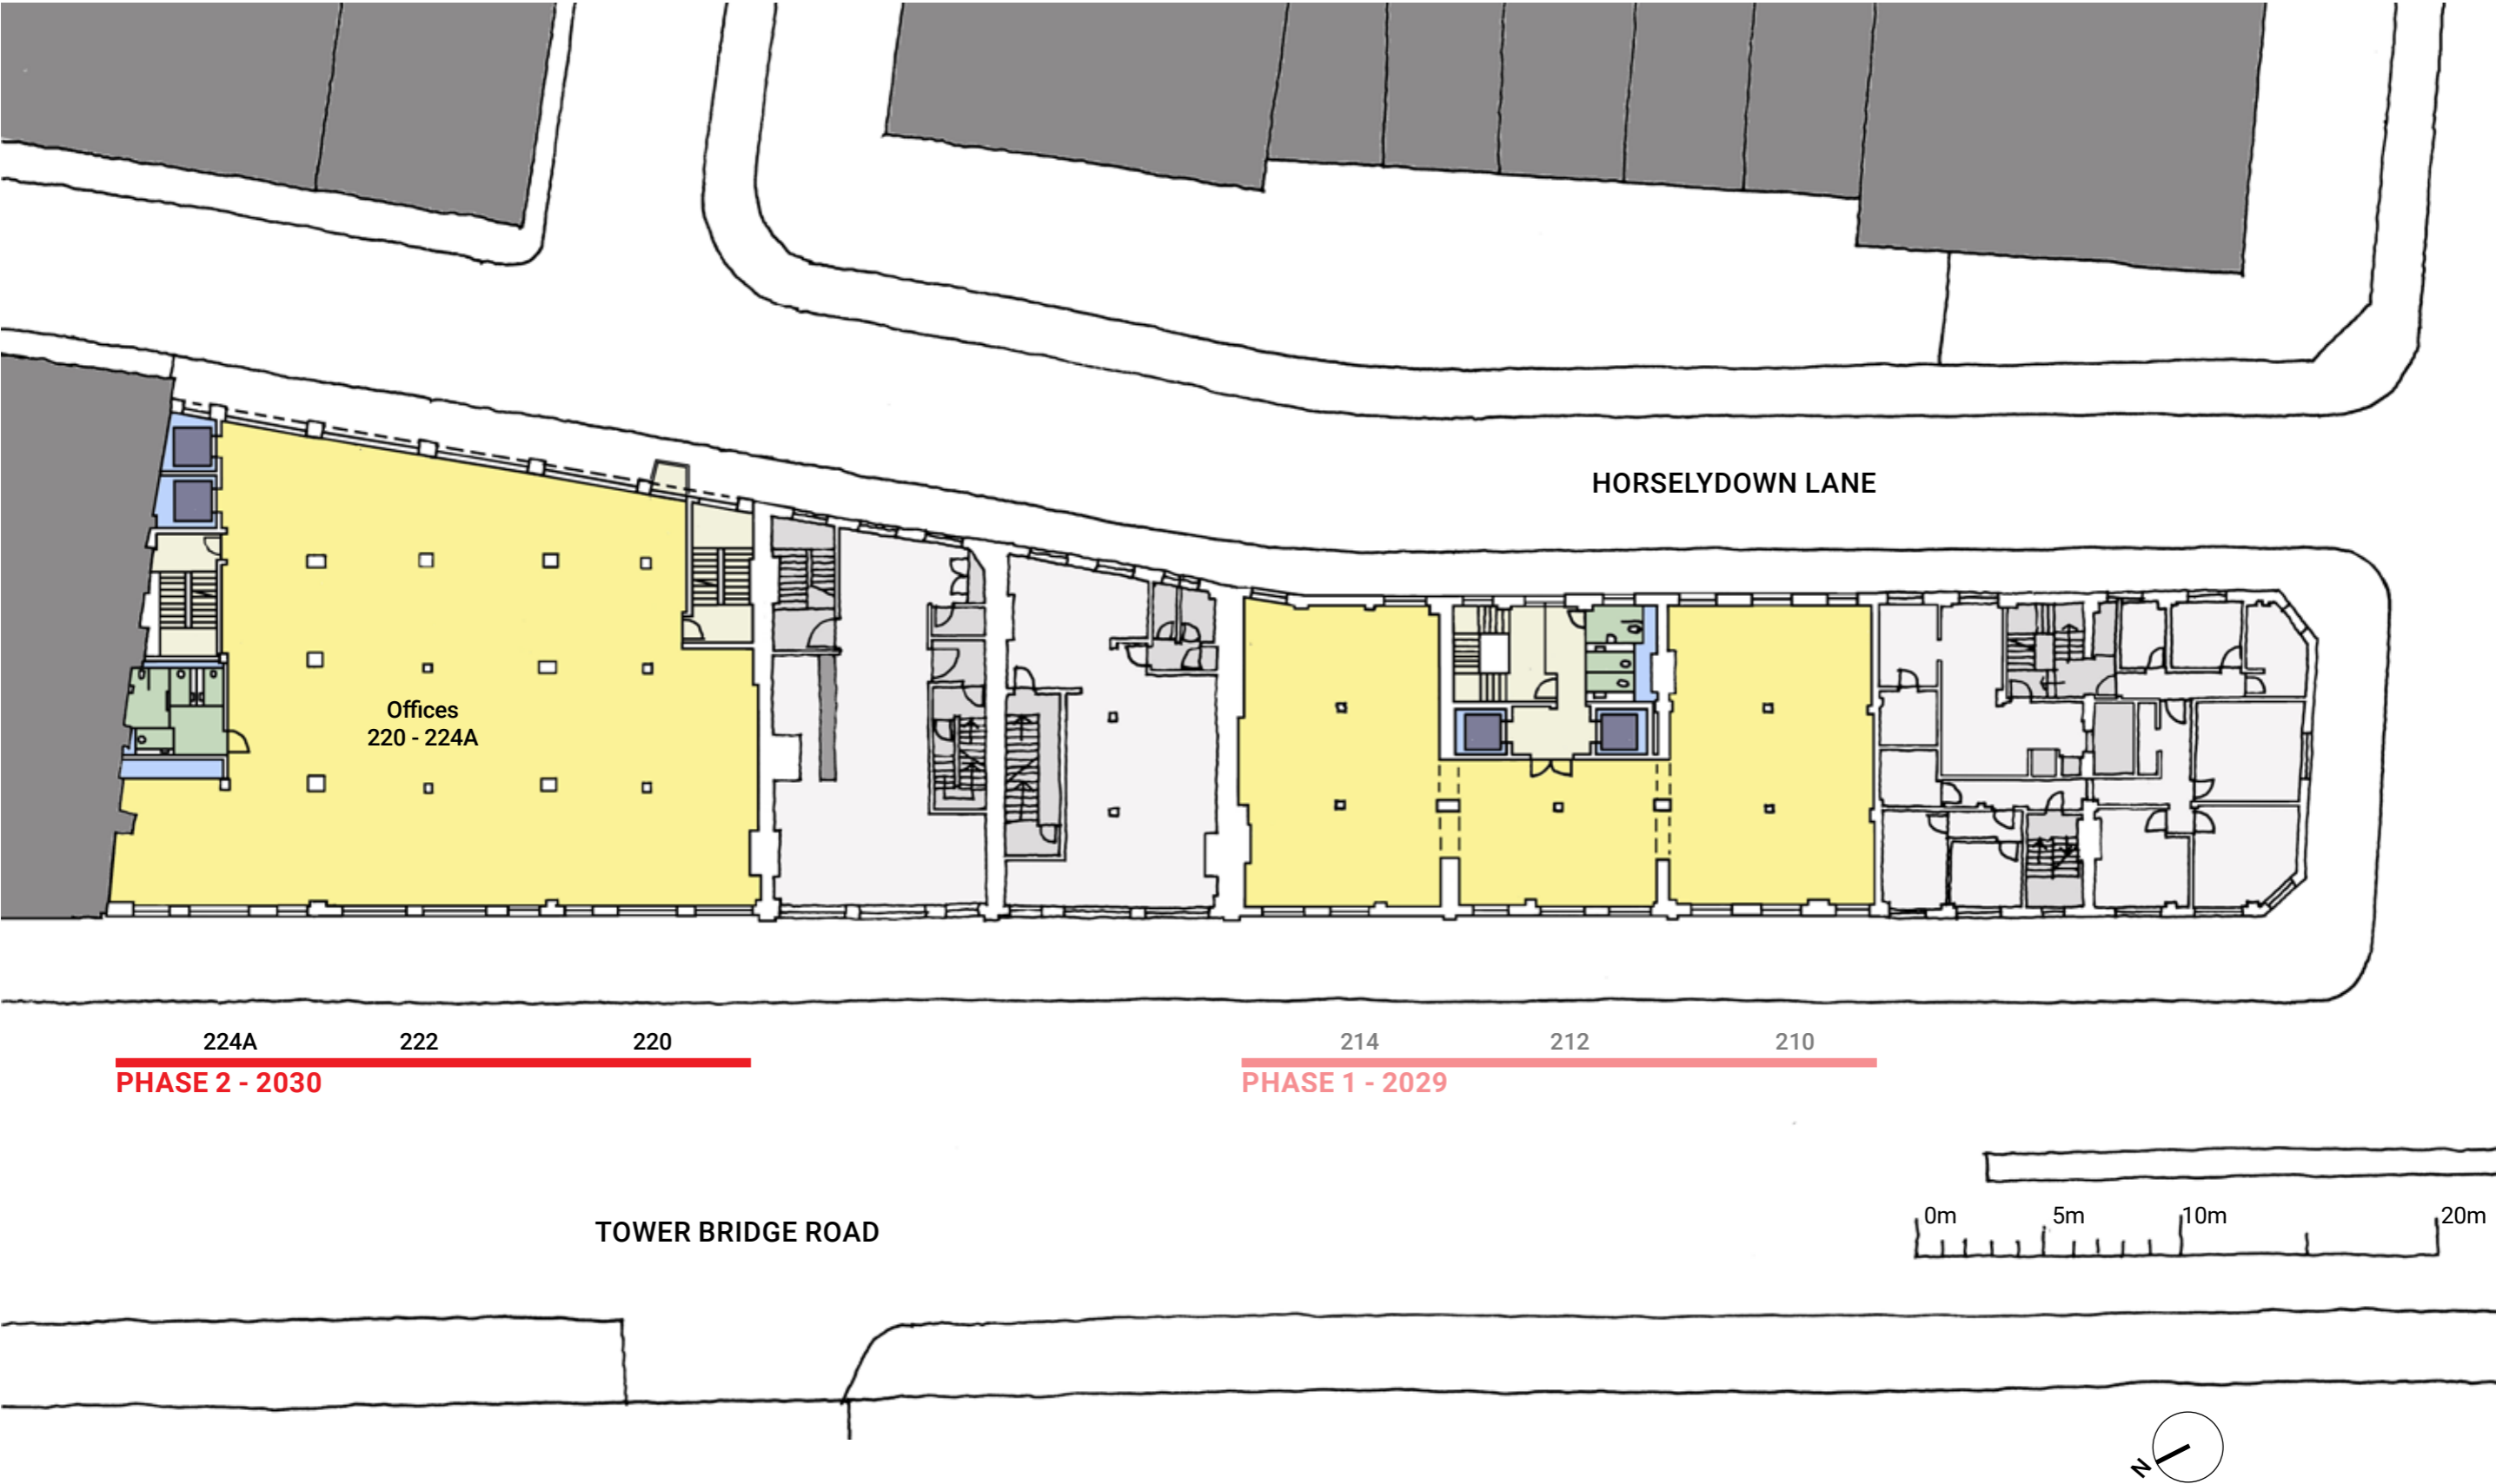 HORSELYDOWN LANE
Offices
220 - 224A
224A 222 220 214 212 210
PHASE 2 - 2030 PHASE 1 - 2029
0m 5m 10m 20m
TOWER BRIDGE ROAD
N